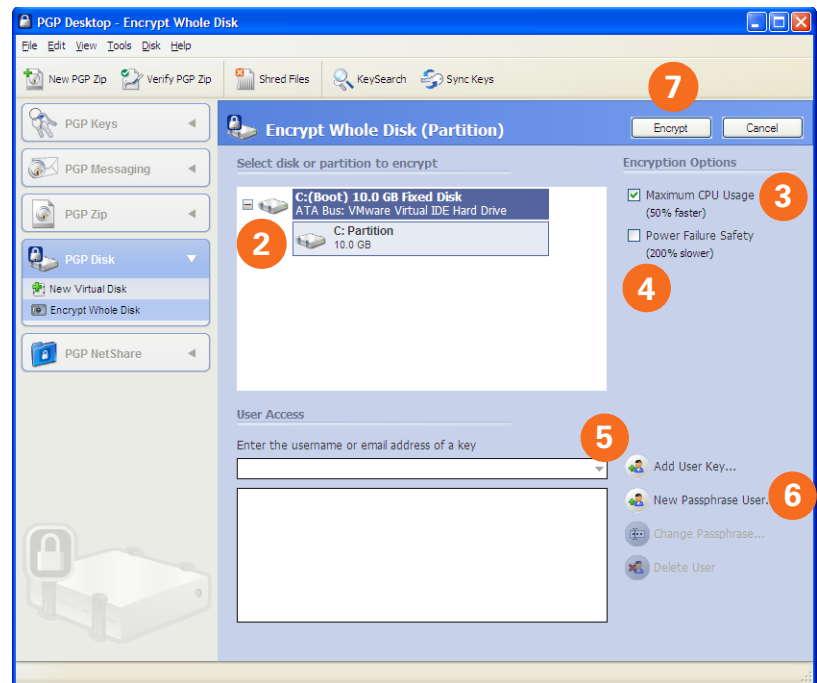 PGP Desktop - Encrypt Whole Disk
File Edit View Tools Disk Help
New PGP Zip Verify PGP Zip Shred Files KeySearch Sync Keys
7
PGP Keys
Encrypt Whole Disk (Partition)
Encrypt Cancel
PGP Messaging
Select disk or partition to encrypt
Encryption Options
C:(Boot) 10.0 GB Fixed Disk
ATA Bus: VMware Virtual IDE Hard Drive
Maximum CPU Usage
(50% faster)
3
PGP Zip
2
C: Partition
10.0 GB
Power Failure Safety
(200% slower)
4
PGP Disk
New Virtual Disk
Encrypt Whole Disk
PGP NetShare
User Access
Enter the username or email address of a key
5
Add User Key...
New Passphrase User..
6
Change Passphrase...
Delete User